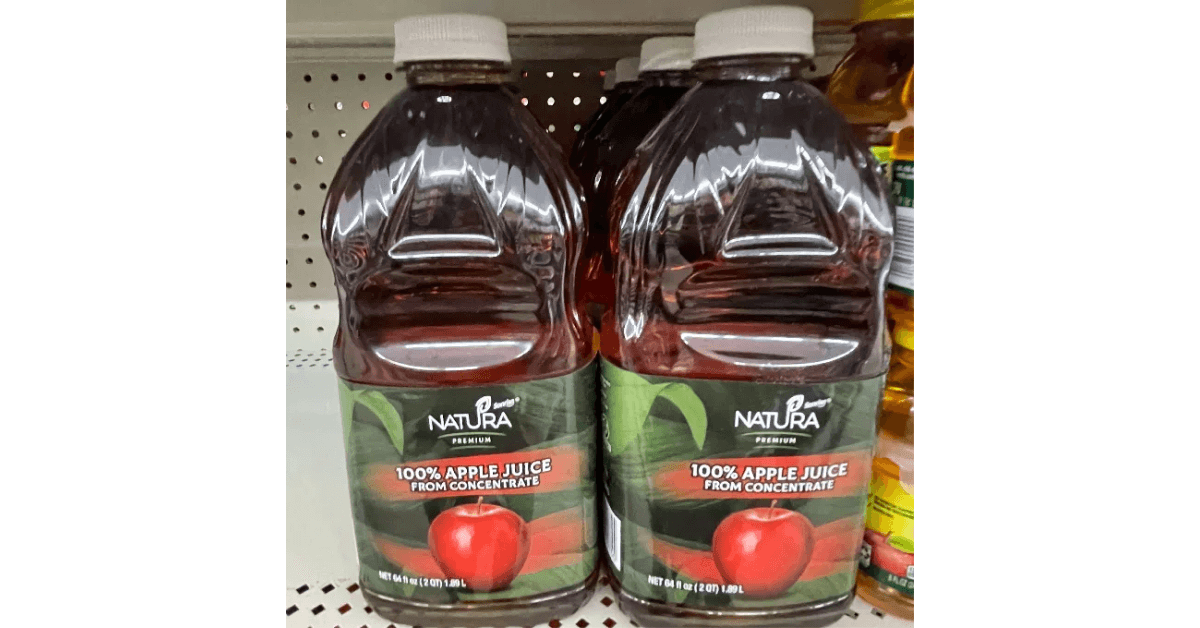 NATURA
PREMIUM
100% APPLE JUICE
FROM CONCENTRATE
NET 64 fl oz ( 2 QT) 1.89 L
NATURA
PREMIUM
100% APPLE JUICE
FROM CONCENTRATE
NET 64 fl oz ( 2 QT) 1.89 L